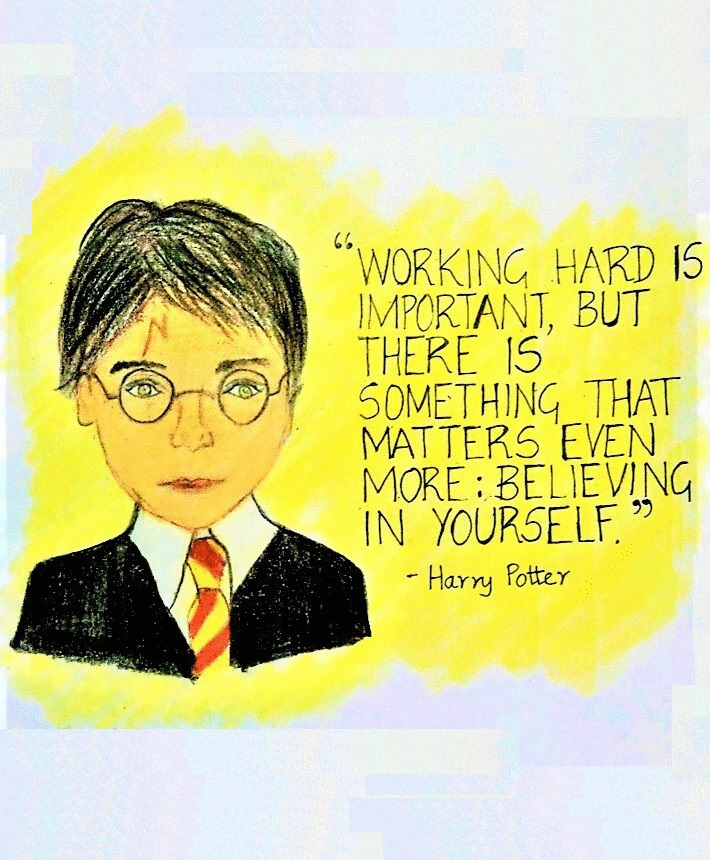 “WORKING HARD IS
IMPORTANT, BUT
THERE IS
SOMETHING THAT
MATTERS EVEN
MORE: BELIEVING
IN YOURSELF.”
- Harry Potter